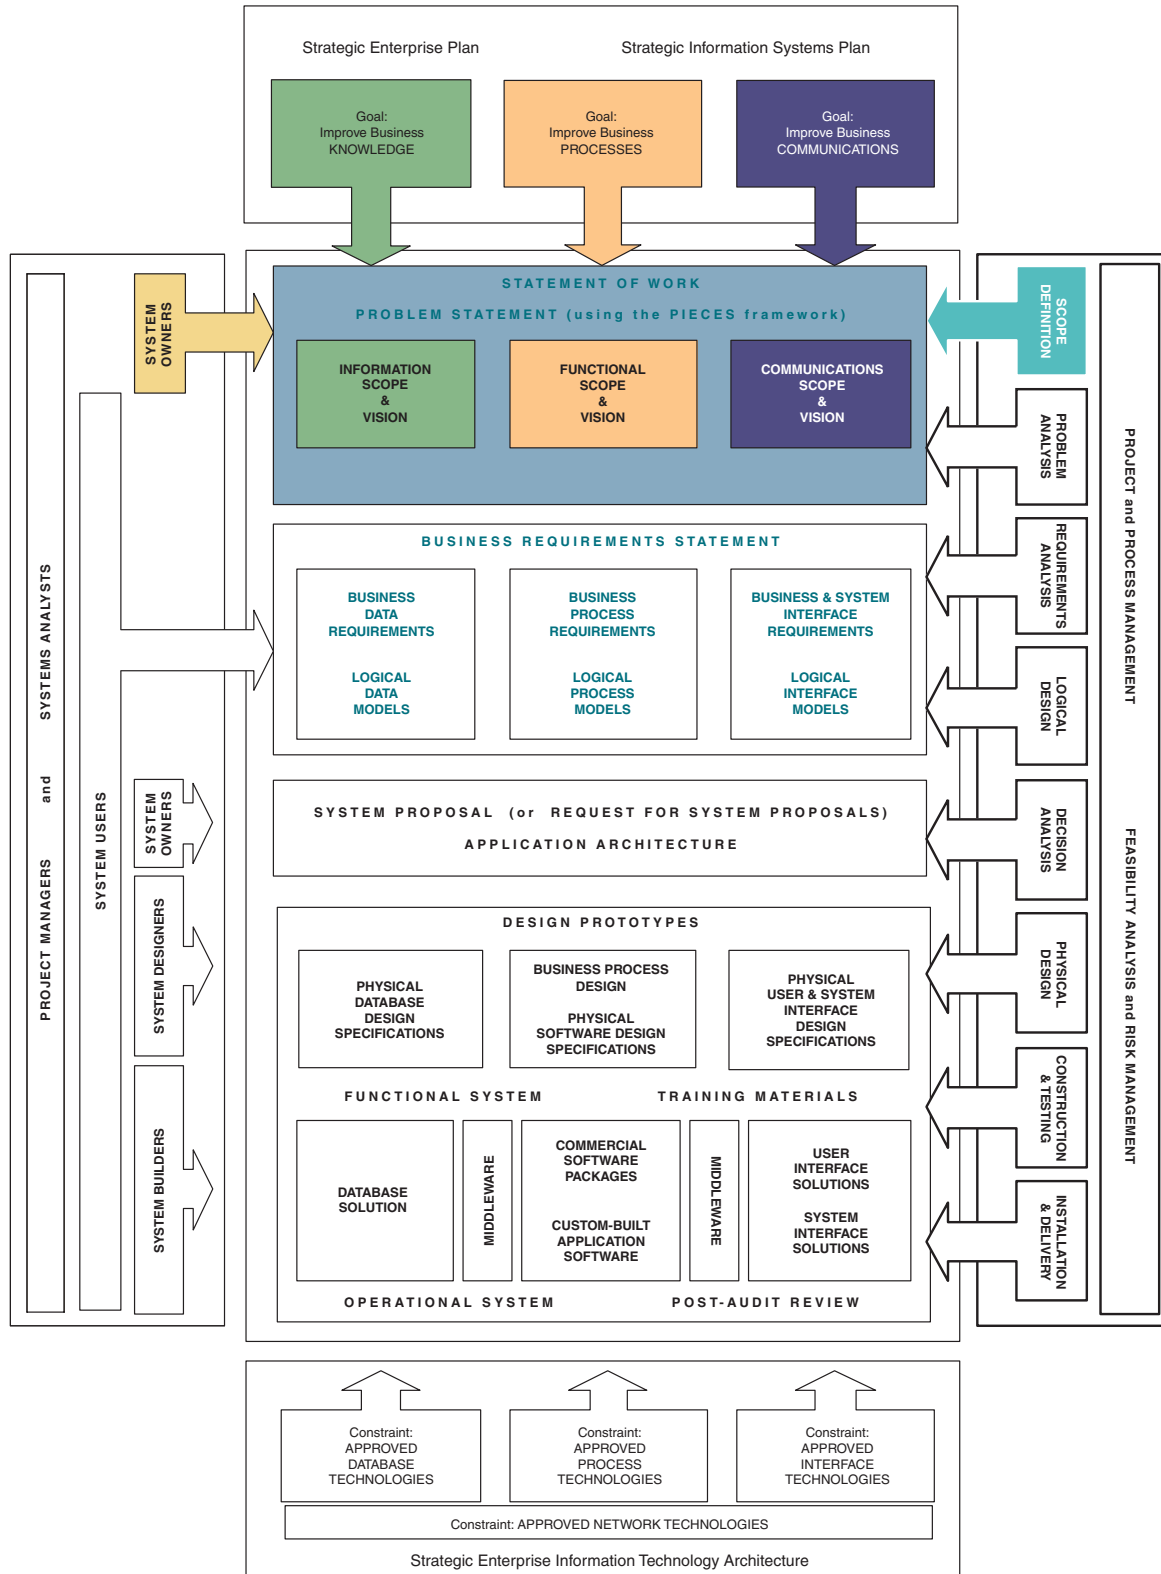 Strategic Enterprise Plan
Strategic Information Systems Plan
Goal:
Improve Business
KNOWLEDGE
Goal:
Improve Business
PROCESSES
Goal:
Improve Business
COMMUNICATIONS
PROJECT MANAGERS and SYSTEMS ANALYSTS
SYSTEM USERS
SYSTEM
OWNERS
SYSTEM
OWNERS
SYSTEM DESIGNERS
SYSTEM BUILDERS
STATEMENT OF WORK
PROBLEM STATEMENT (using the PIECES framework)
INFORMATION
SCOPE
&
VISION
FUNCTIONAL
SCOPE
&
VISION
COMMUNICATIONS
SCOPE
&
VISION
BUSINESS REQUIREMENTS STATEMENT
BUSINESS
DATA
REQUIREMENTS
LOGICAL
DATA
MODELS
BUSINESS
PROCESS
REQUIREMENTS
LOGICAL
PROCESS
MODELS
BUSINESS & SYSTEM
INTERFACE
REQUIREMENTS
LOGICAL
INTERFACE
MODELS
SYSTEM PROPOSAL (or REQUEST FOR SYSTEM PROPOSALS)
APPLICATION ARCHITECTURE
DESIGN PROTOTYPES
PHYSICAL
DATABASE
DESIGN
SPECIFICATIONS
BUSINESS PROCESS
DESIGN
PHYSICAL
SOFTWARE DESIGN
SPECIFICATIONS
PHYSICAL
USER & SYSTEM
INTERFACE
DESIGN
SPECIFICATIONS
FUNCTIONAL SYSTEM
TRAINING MATERIALS
DATABASE
SOLUTION
MIDDLEWARE
COMMERCIAL
SOFTWARE
PACKAGES
CUSTOM-BUILT
APPLICATION
SOFTWARE
MIDDLEWARE
USER
INTERFACE
SOLUTIONS
SYSTEM
INTERFACE
SOLUTIONS
OPERATIONAL SYSTEM
POST-AUDIT REVIEW
SCOPE
DEFINITION
PROBLEM
ANALYSIS
REQUIREMENTS
ANALYSIS
LOGICAL
DESIGN
DECISION
ANALYSIS
PHYSICAL
DESIGN
CONSTRUCTION
& TESTING
INSTALLATION
& DELIVERY
PROJECT and PROCESS MANAGEMENT
FEASIBILITY ANALYSIS and RISK MANAGEMENT
Constraint:
APPROVED
DATABASE
TECHNOLOGIES
Constraint:
APPROVED
PROCESS
TECHNOLOGIES
Constraint:
APPROVED
INTERFACE
TECHNOLOGIES
Constraint: APPROVED NETWORK TECHNOLOGIES
Strategic Enterprise Information Technology Architecture